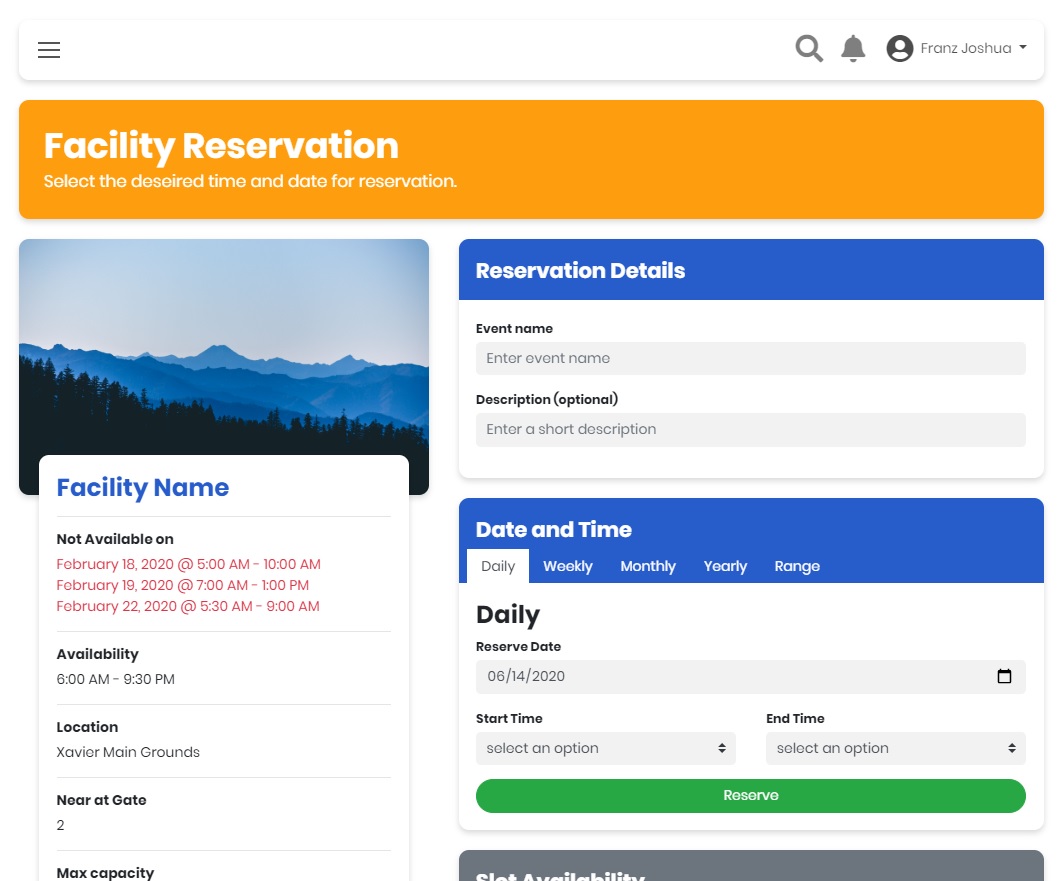 Franz Joshua
Facility Reservation
Select the deseired time and date for reservation.
Facility Name
Not Available on
February 18, 2020 @ 5:00 AM - 10:00 AM
February 19, 2020 @ 7:00 AM - 1:00 PM
February 22, 2020 @ 5:30 AM - 9:00 AM
Availability
6:00 AM - 9:30 PM
Location
Xavier Main Grounds
Near at Gate
2
Max capacity
Reservation Details
Event name
Enter event name
Description (optional)
Enter a short description
Date and Time
Daily Weekly Monthly Yearly Range
Daily
Reserve Date
06/14/2020
Start Time End Time
select an option select an option
Reserve
Slot Availability